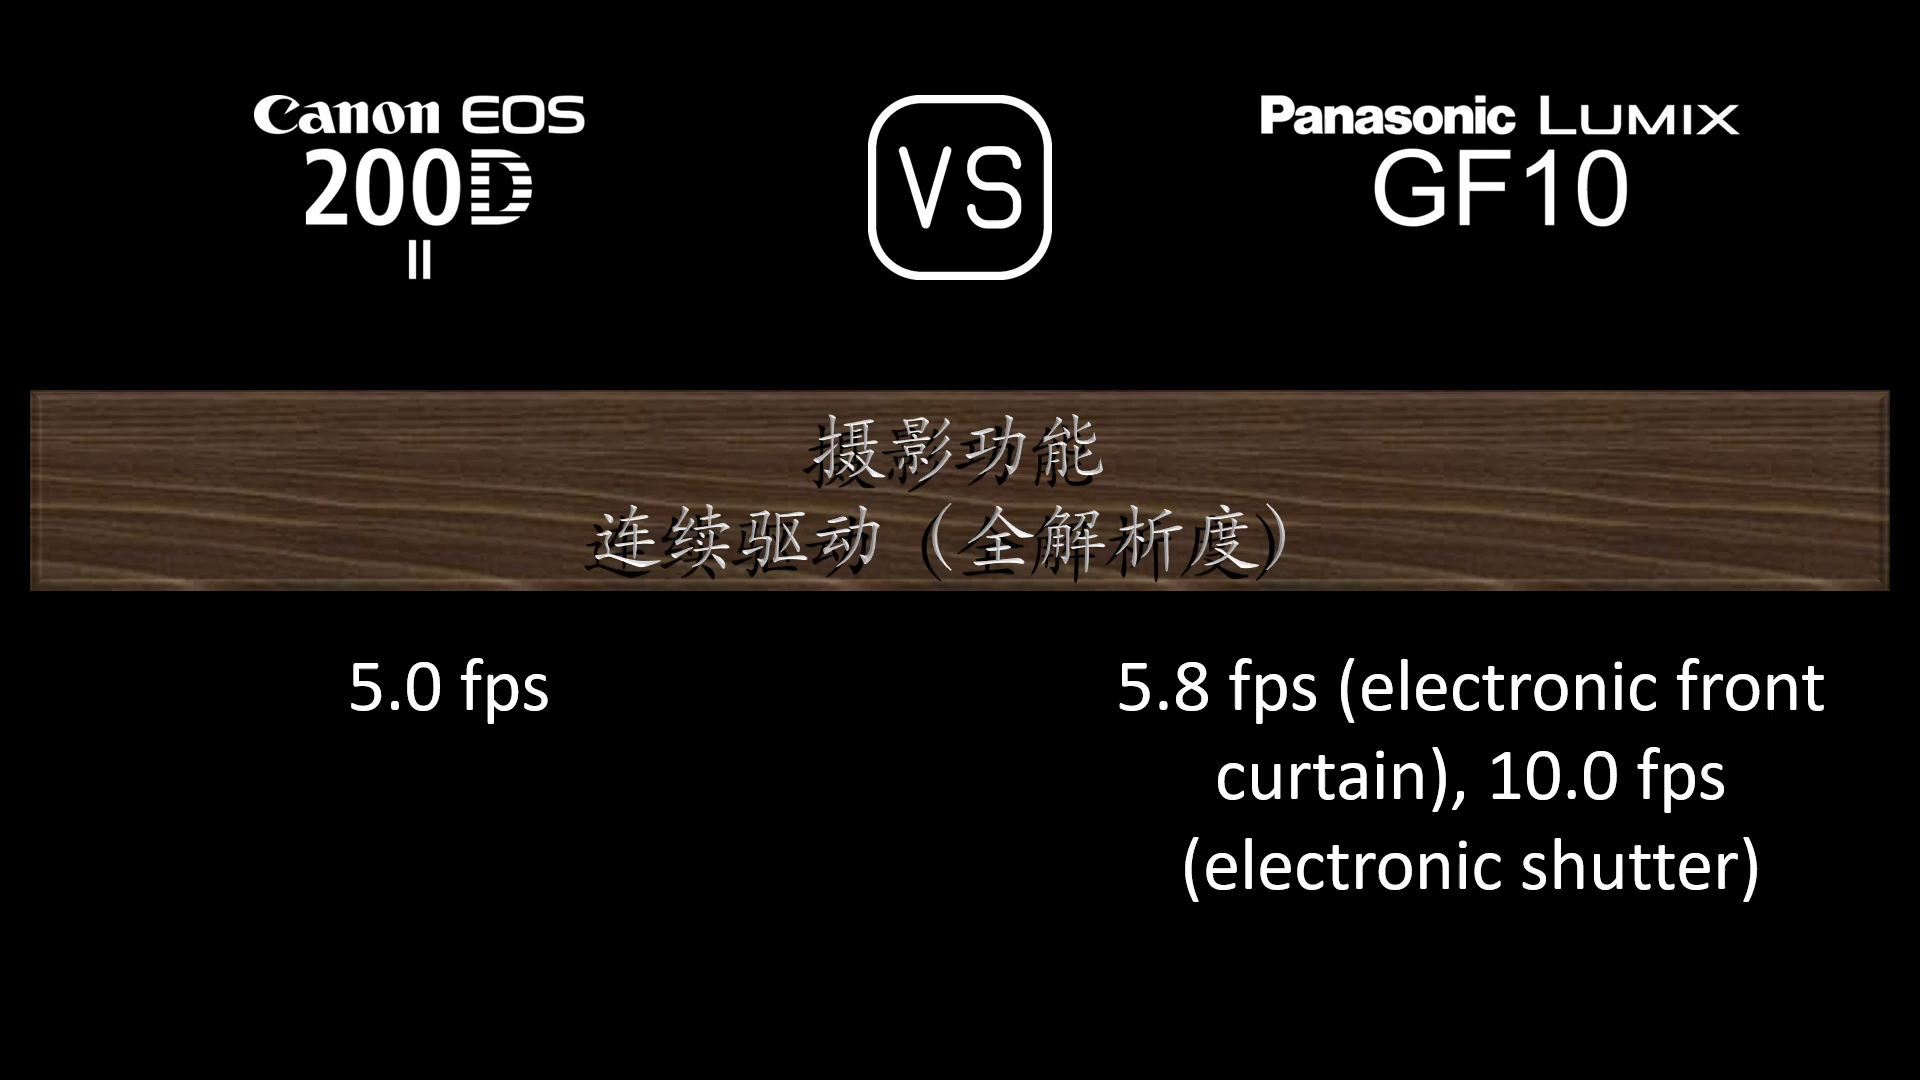 Canon EOS
200D
II
VS
Panasonic LUMIX
GF10
摄影功能
连续驱动（全解析度）
5.0 fps
5.8 fps (electronic front
curtain), 10.0 fps
(electronic shutter)